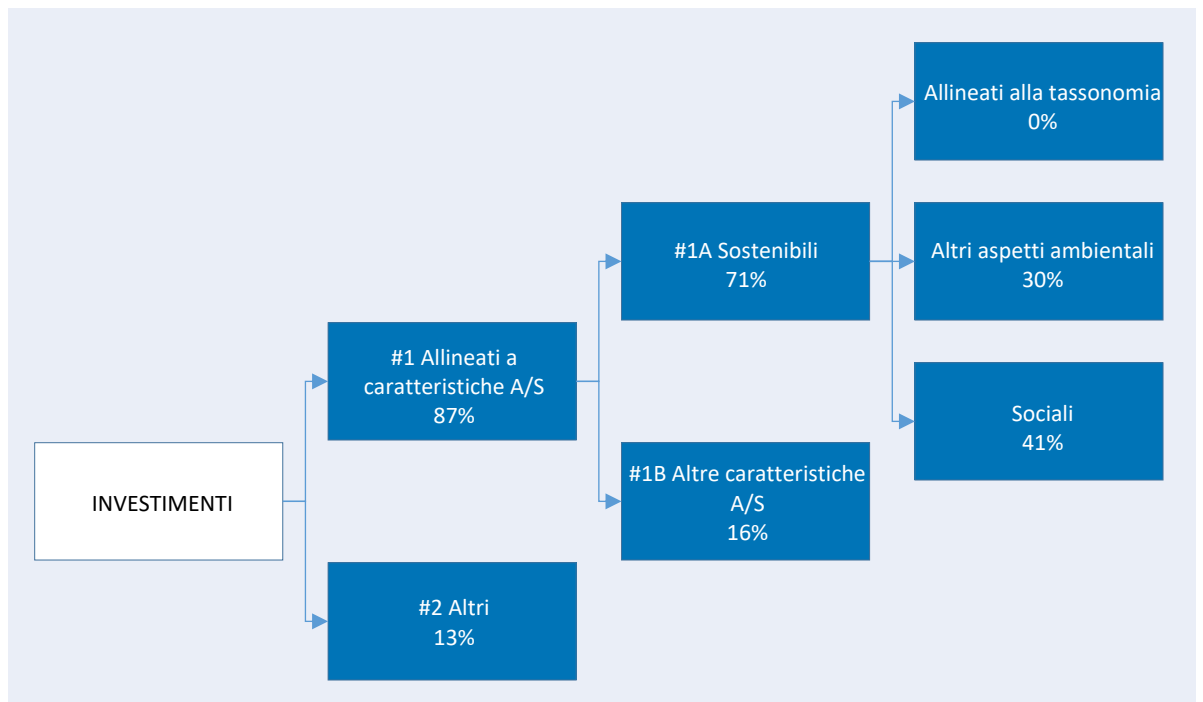 INVESTIMENTI
#1 Allineati a
caratteristiche A/S
87%
#2 Altri
13%
#1A Sostenibili
71%
#1B Altre caratteristiche
A/S
16%
Allineati alla tassonomia
0%
Altri aspetti ambientali
30%
Sociali
41%